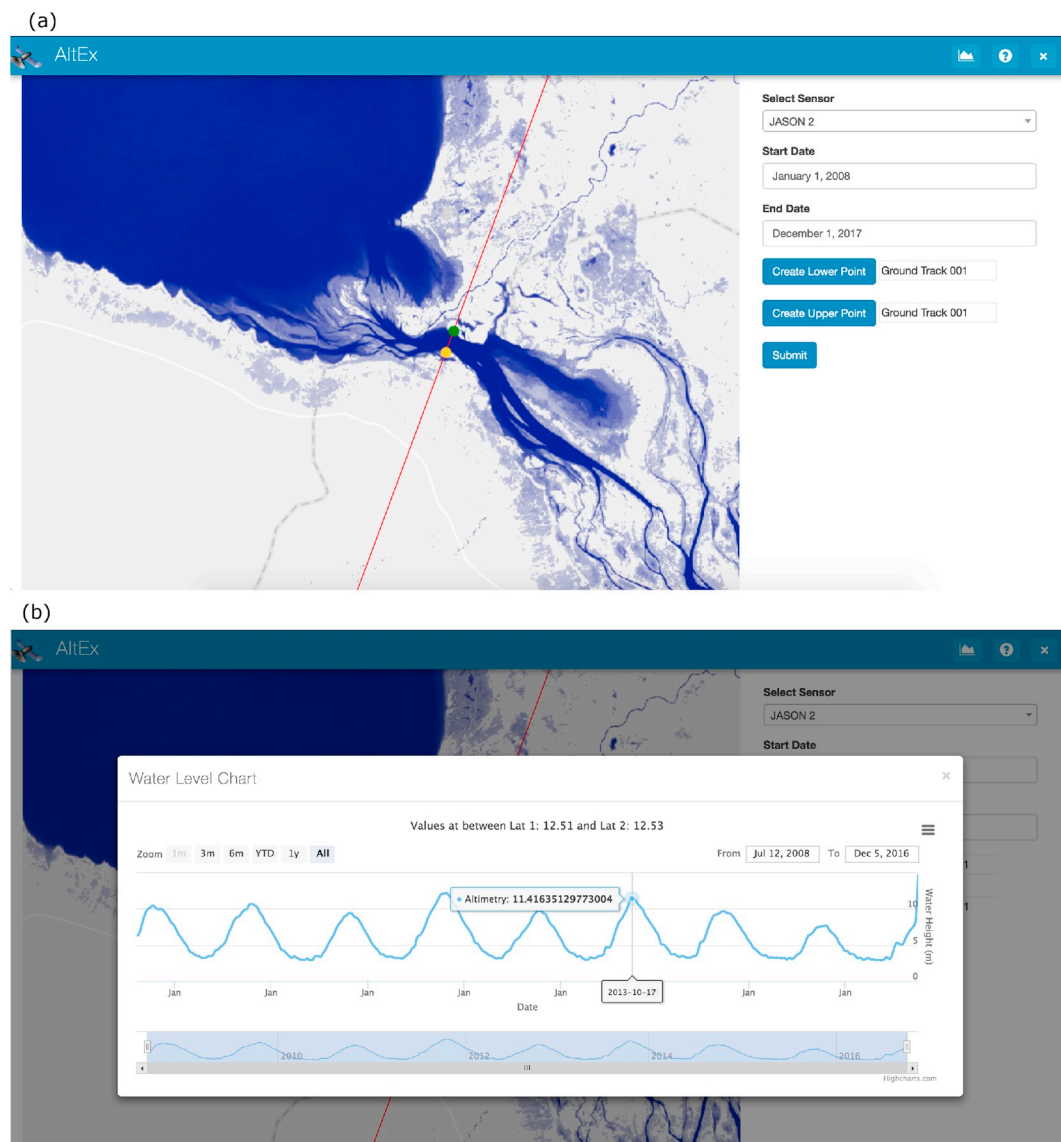 (a)
AltEx
Select Sensor
JASON 2
Start Date
January 1, 2008
End Date
December 1, 2017
Create Lower Point Ground Track 001
Create Upper Point Ground Track 001
Submit
(b)
AltEx
Select Sensor
JASON 2
Start Date
Water Level Chart
Values at between Lat 1: 12.51 and Lat 2: 12.53
Zoom 1m 3m 6m YTD 1y All From Jul 12, 2008 To Dec 5, 2016
Altimetry: 11.41635129773004
10
5
0
Water Height (m)
Jan Jan Jan Jan Jan 2013-10-17 Jan Jan
Date
2010 2012 2014 2016
Highcharts.com
1
1